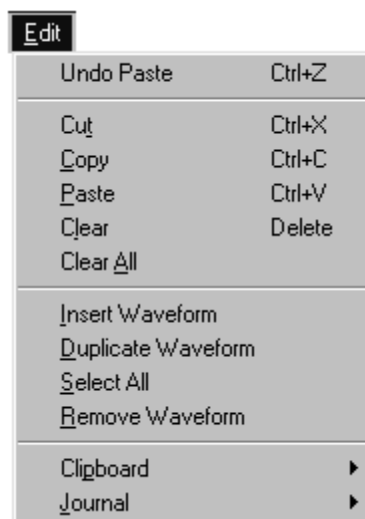 Edit
Undo Paste Ctrl+Z
Cut Ctrl+X
Copy Ctrl+C
Paste Ctrl+V
Clear Delete
Clear All
Insert Waveform
Duplicate Waveform
Select All
Remove Waveform
Clipboard
Journal